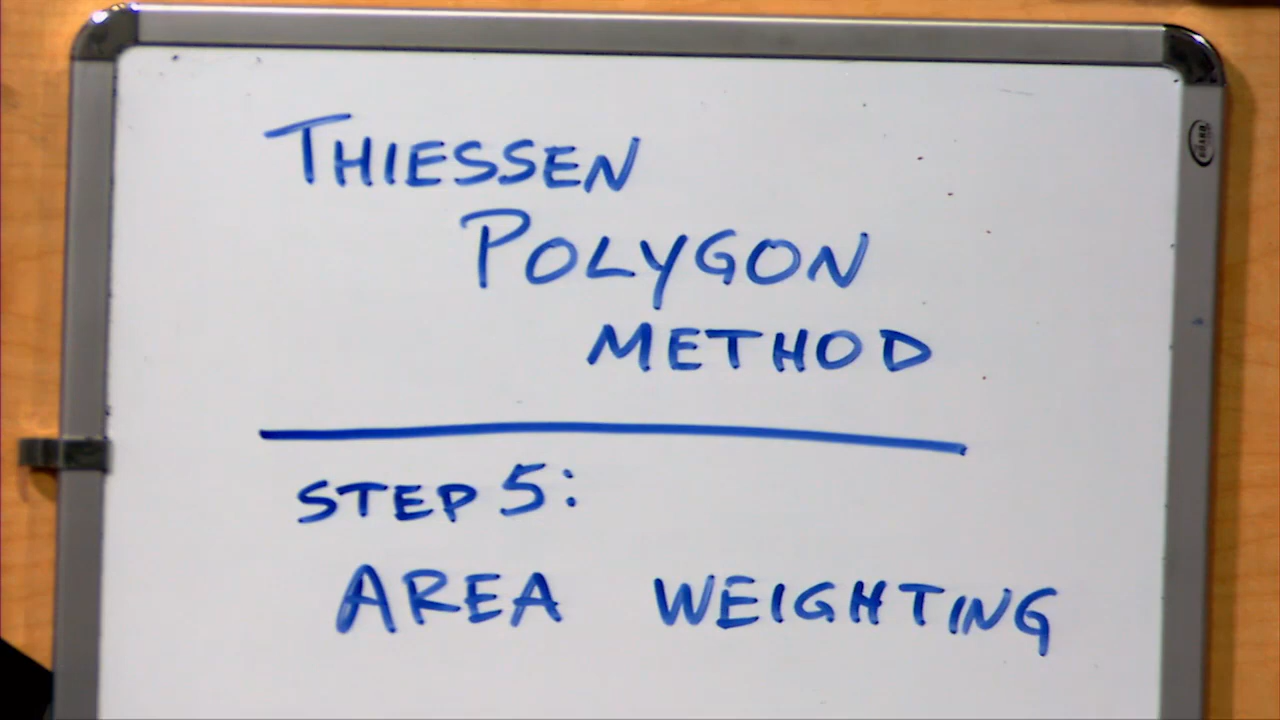 THIESSEN
POLYGON
METHOD
STEP 5:
AREA WEIGHTING